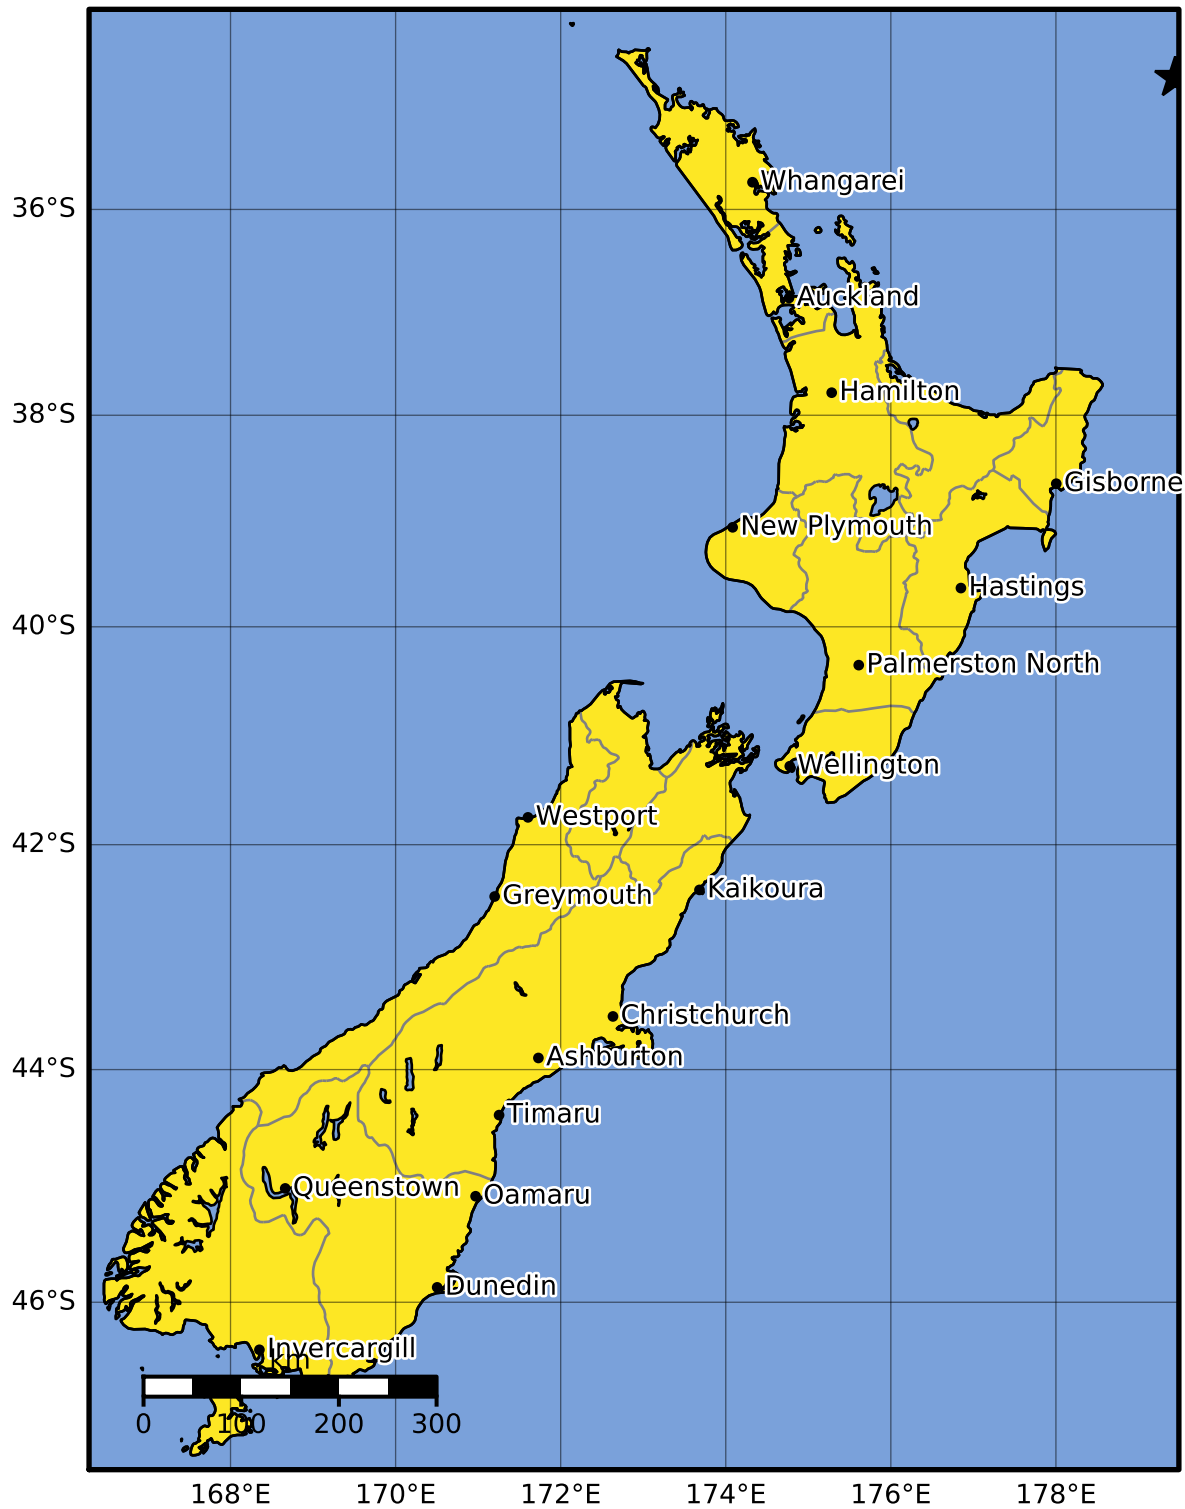 Whangarei
36°S
Auckland
Hamilton
38°S
Gisborne
New Plymouth
Hastings
40°S
Palmerston North
Wellington
Westport
42°S
Kaikoura
Greymouth
Christchurch
Ashburton
44°S
Timaru
Queenstown
Oamaru
Dunedin
46°S
Invercargill
km
0 100 200 300
168°E 170°E 172°E 174°E 176°E 178°E